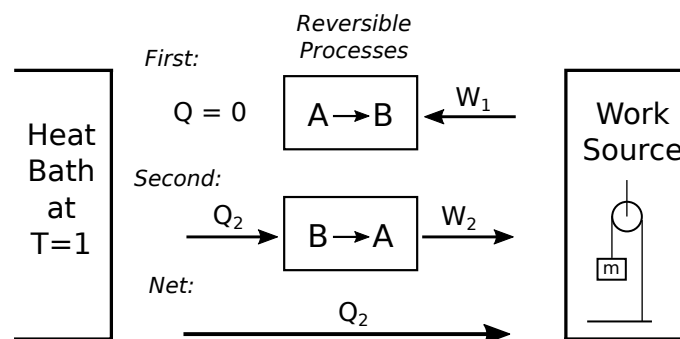 Reversible
Processes
First:
Q = 0
A→B
W₁
Heat
Bath
at
T=1
Work
Source
m
Second:
Q₂
B→A
W₂
Net:
Q₂